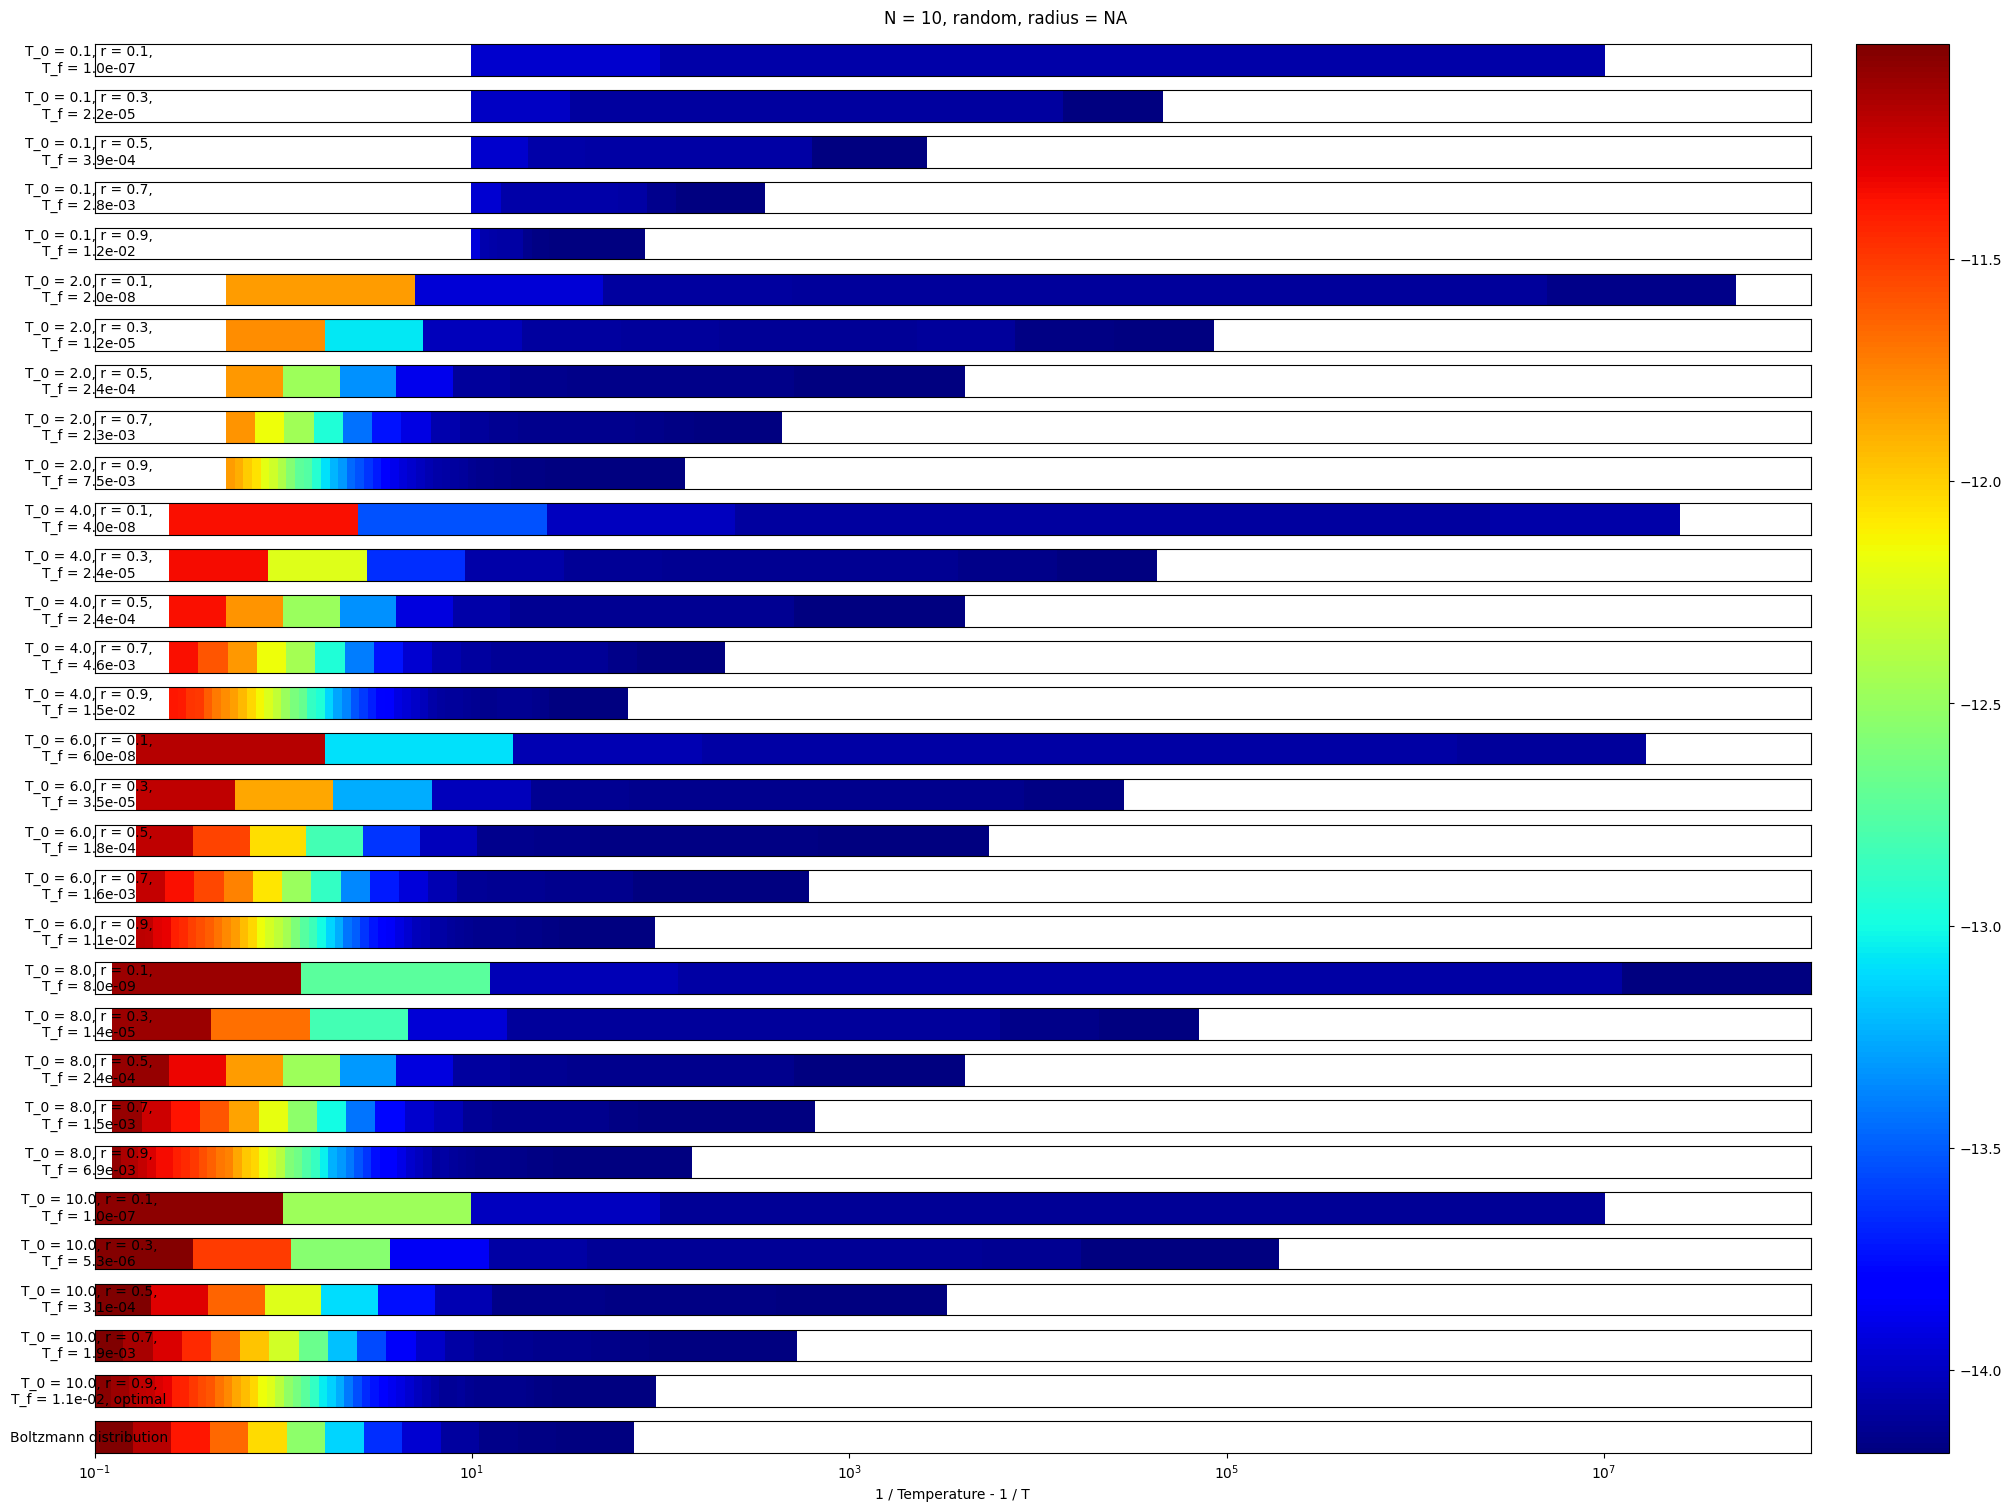 N = 10, random, radius = NA
T_0 = 0.1, r = 0.1,
T_f = 1.0e-07
T_0 = 0.1, r = 0.3,
T_f = 2.2e-05
T_0 = 0.1, r = 0.5,
T_f = 3.9e-04
T_0 = 0.1, r = 0.7,
T_f = 2.8e-03
T_0 = 0.1, r = 0.9,
T_f = 1.2e-02
T_0 = 2.0, r = 0.1,
T_f = 2.0e-08
T_0 = 2.0, r = 0.3,
T_f = 1.2e-05
T_0 = 2.0, r = 0.5,
T_f = 2.4e-04
T_0 = 2.0, r = 0.7,
T_f = 2.3e-03
T_0 = 2.0, r = 0.9,
T_f = 7.5e-03
T_0 = 4.0, r = 0.1,
T_f = 4.0e-08
T_0 = 4.0, r = 0.3,
T_f = 2.4e-05
T_0 = 4.0, r = 0.5,
T_f = 2.4e-04
T_0 = 4.0, r = 0.7,
T_f = 4.6e-03
T_0 = 4.0, r = 0.9,
T_f = 1.5e-02
T_0 = 6.0, r = 0.1,
T_f = 6.0e-08
T_0 = 6.0, r = 0.3,
T_f = 3.5e-05
T_0 = 6.0, r = 0.5,
T_f = 1.8e-04
T_0 = 6.0, r = 0.7,
T_f = 1.6e-03
T_0 = 6.0, r = 0.9,
T_f = 1.1e-02
T_0 = 8.0, r = 0.1,
T_f = 8.0e-09
T_0 = 8.0, r = 0.3,
T_f = 1.4e-05
T_0 = 8.0, r = 0.5,
T_f = 2.4e-04
T_0 = 8.0, r = 0.7,
T_f = 1.5e-03
T_0 = 8.0, r = 0.9,
T_f = 6.9e-03
T_0 = 10.0, r = 0.1,
T_f = 1.0e-07
T_0 = 10.0, r = 0.3,
T_f = 5.3e-06
T_0 = 10.0, r = 0.5,
T_f = 3.1e-04
T_0 = 10.0, r = 0.7,
T_f = 1.9e-03
T_0 = 10.0, r = 0.9,
T_f = 1.1e-02, optimal
Boltzmann distribution
10⁻¹ 10¹ 10³ 10⁵ 10⁷
1 / Temperature - 1 / T
−11.5
−12.0
−12.5
−13.0
−13.5
−14.0